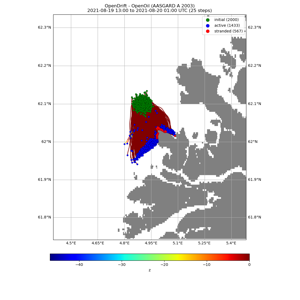 OpenDrift - OpenOil (AASGARD A 2003)
2021-08-19 13:00 to 2021-08-20 01:00 UTC (25 steps)
initial (2000)
active (1433)
stranded (567)
62.3°N 62.3°N
62.2°N 62.2°N
62.1°N 62.1°N
62°N 62°N
61.9°N 61.9°N
61.8°N 61.8°N
4.5°E 4.65°E 4.8°E 4.95°E 5.1°E 5.25°E 5.4°E
−40 −30 −20 −10 0
z